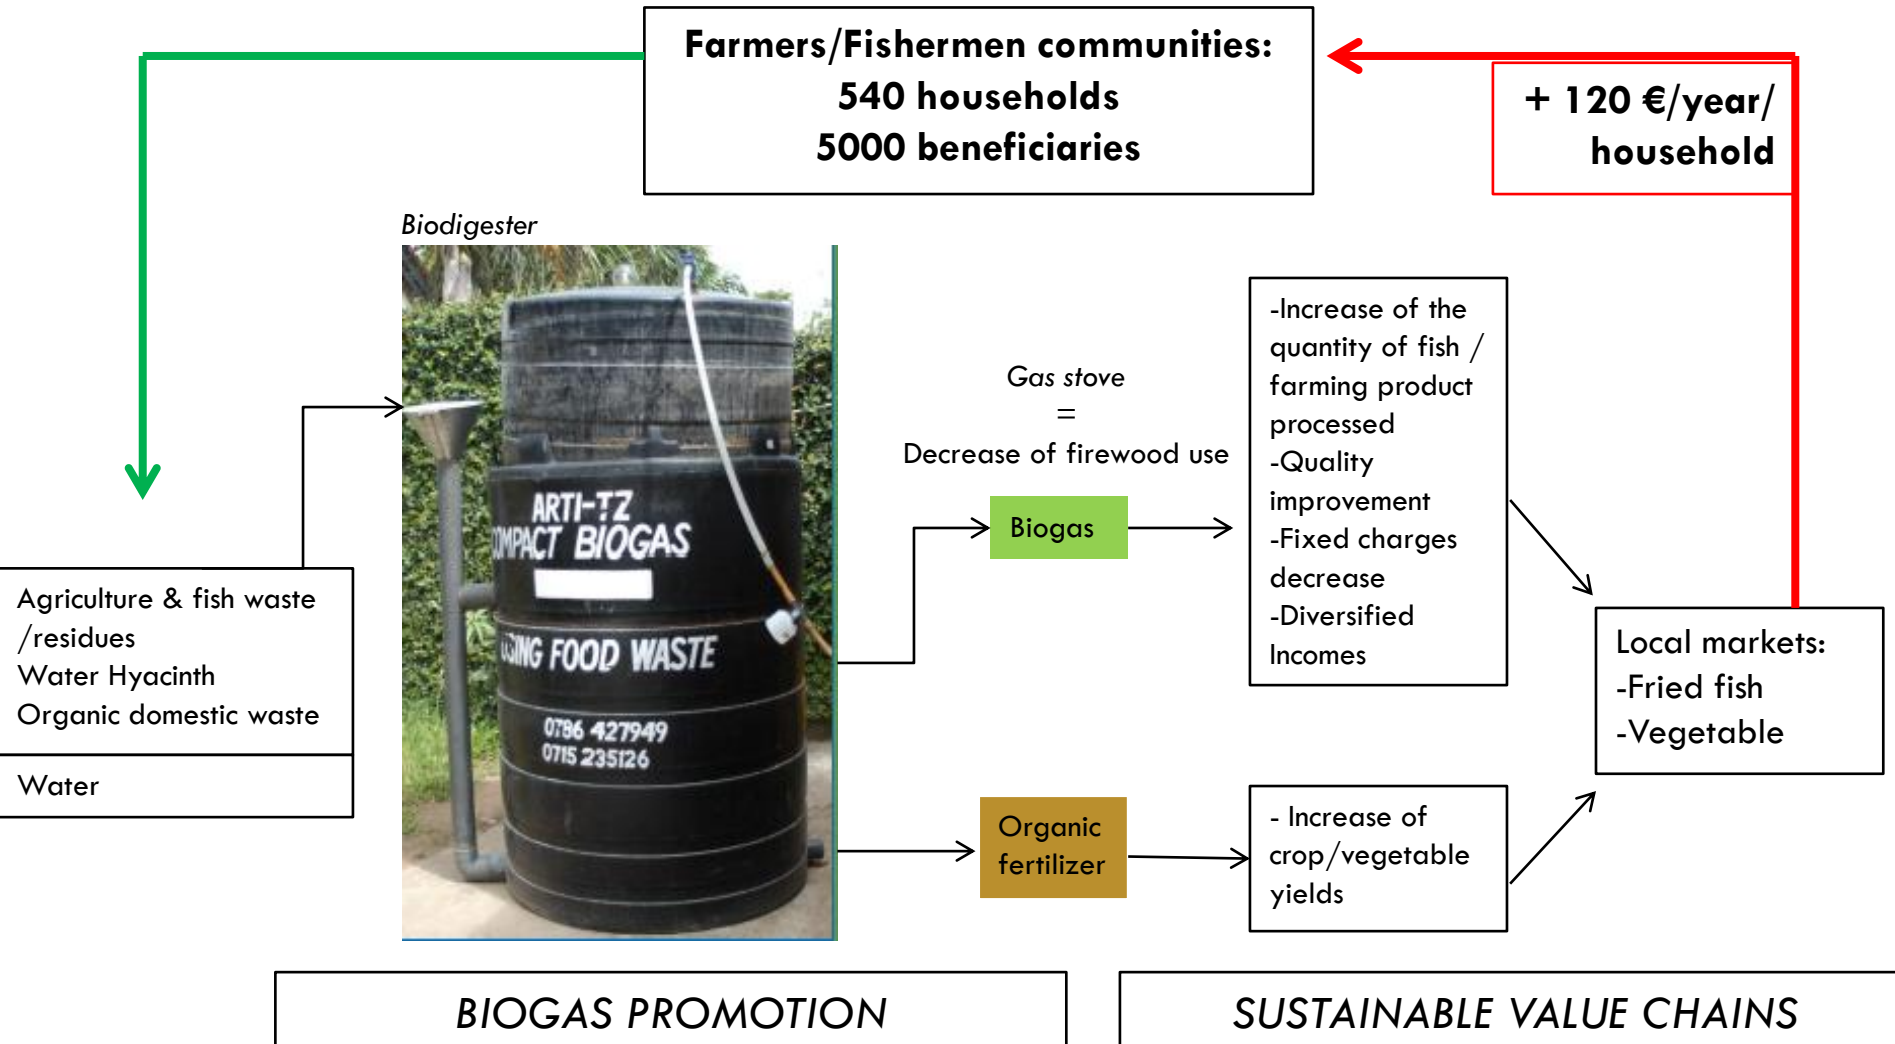 Farmers/Fishermen communities:
540 households
5000 beneficiaries
+ 120 €/year/
household
Biodigester
ARTI-TZ
OMPACT BIOGAS
USING FOOD WASTE
0786 427949
0715 235126
Agriculture & fish waste
/residues
Water Hyacinth
Organic domestic waste
Water
Gas stove
=
Decrease of firewood use
Biogas
Organic
fertilizer
-Increase of the
quantity of fish /
farming product
processed
-Quality
improvement
-Fixed charges
decrease
-Diversified
Incomes
- Increase of
crop/vegetable
yields
Local markets:
-Fried fish
-Vegetable
BIOGAS PROMOTION
SUSTAINABLE VALUE CHAINS